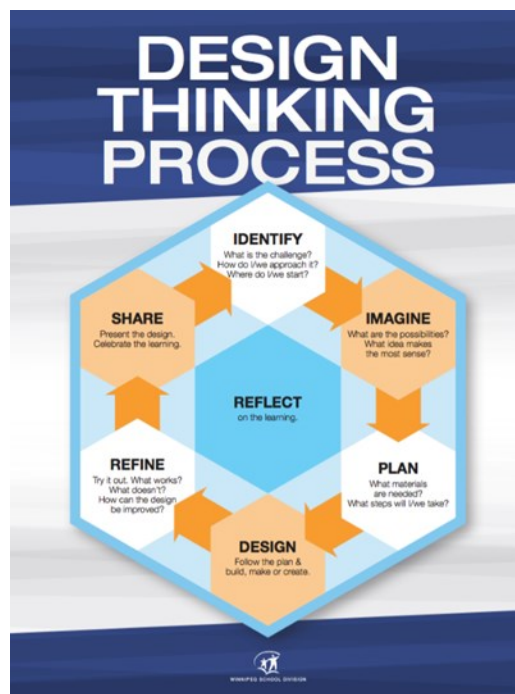 DESIGN
THINKING
PROCESS
IDENTIFY
What is the challenge?
How do I/we approach it?
Where do I/we start?
IMAGINE
What are the possibilities?
What idea makes
the most sense?
PLAN
What materials
are needed?
What steps will I/we take?
DESIGN
Follow the plan &
build, make or create.
REFINE
Try it out. What works?
What doesn't?
How can the design
be improved?
SHARE
Present the design.
Celebrate the learning.
REFLECT
on the learning.
WINNIPEG SCHOOL DIVISION